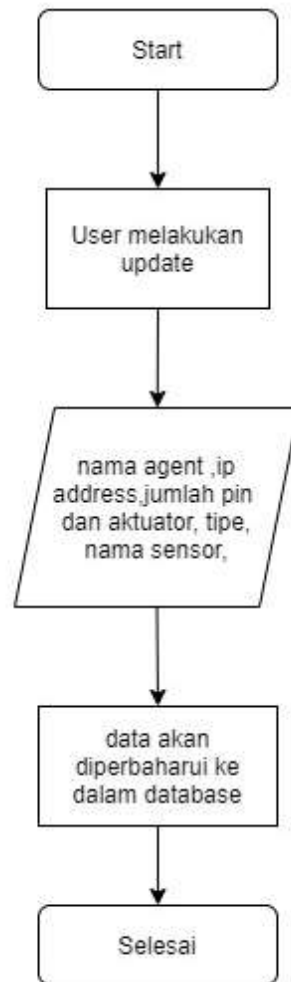 Start
User melakukan
update
nama agent ,ip
address,jumlah pin
dan aktuator, tipe,
nama sensor,
data akan
diperbaharui ke
dalam database
Selesai